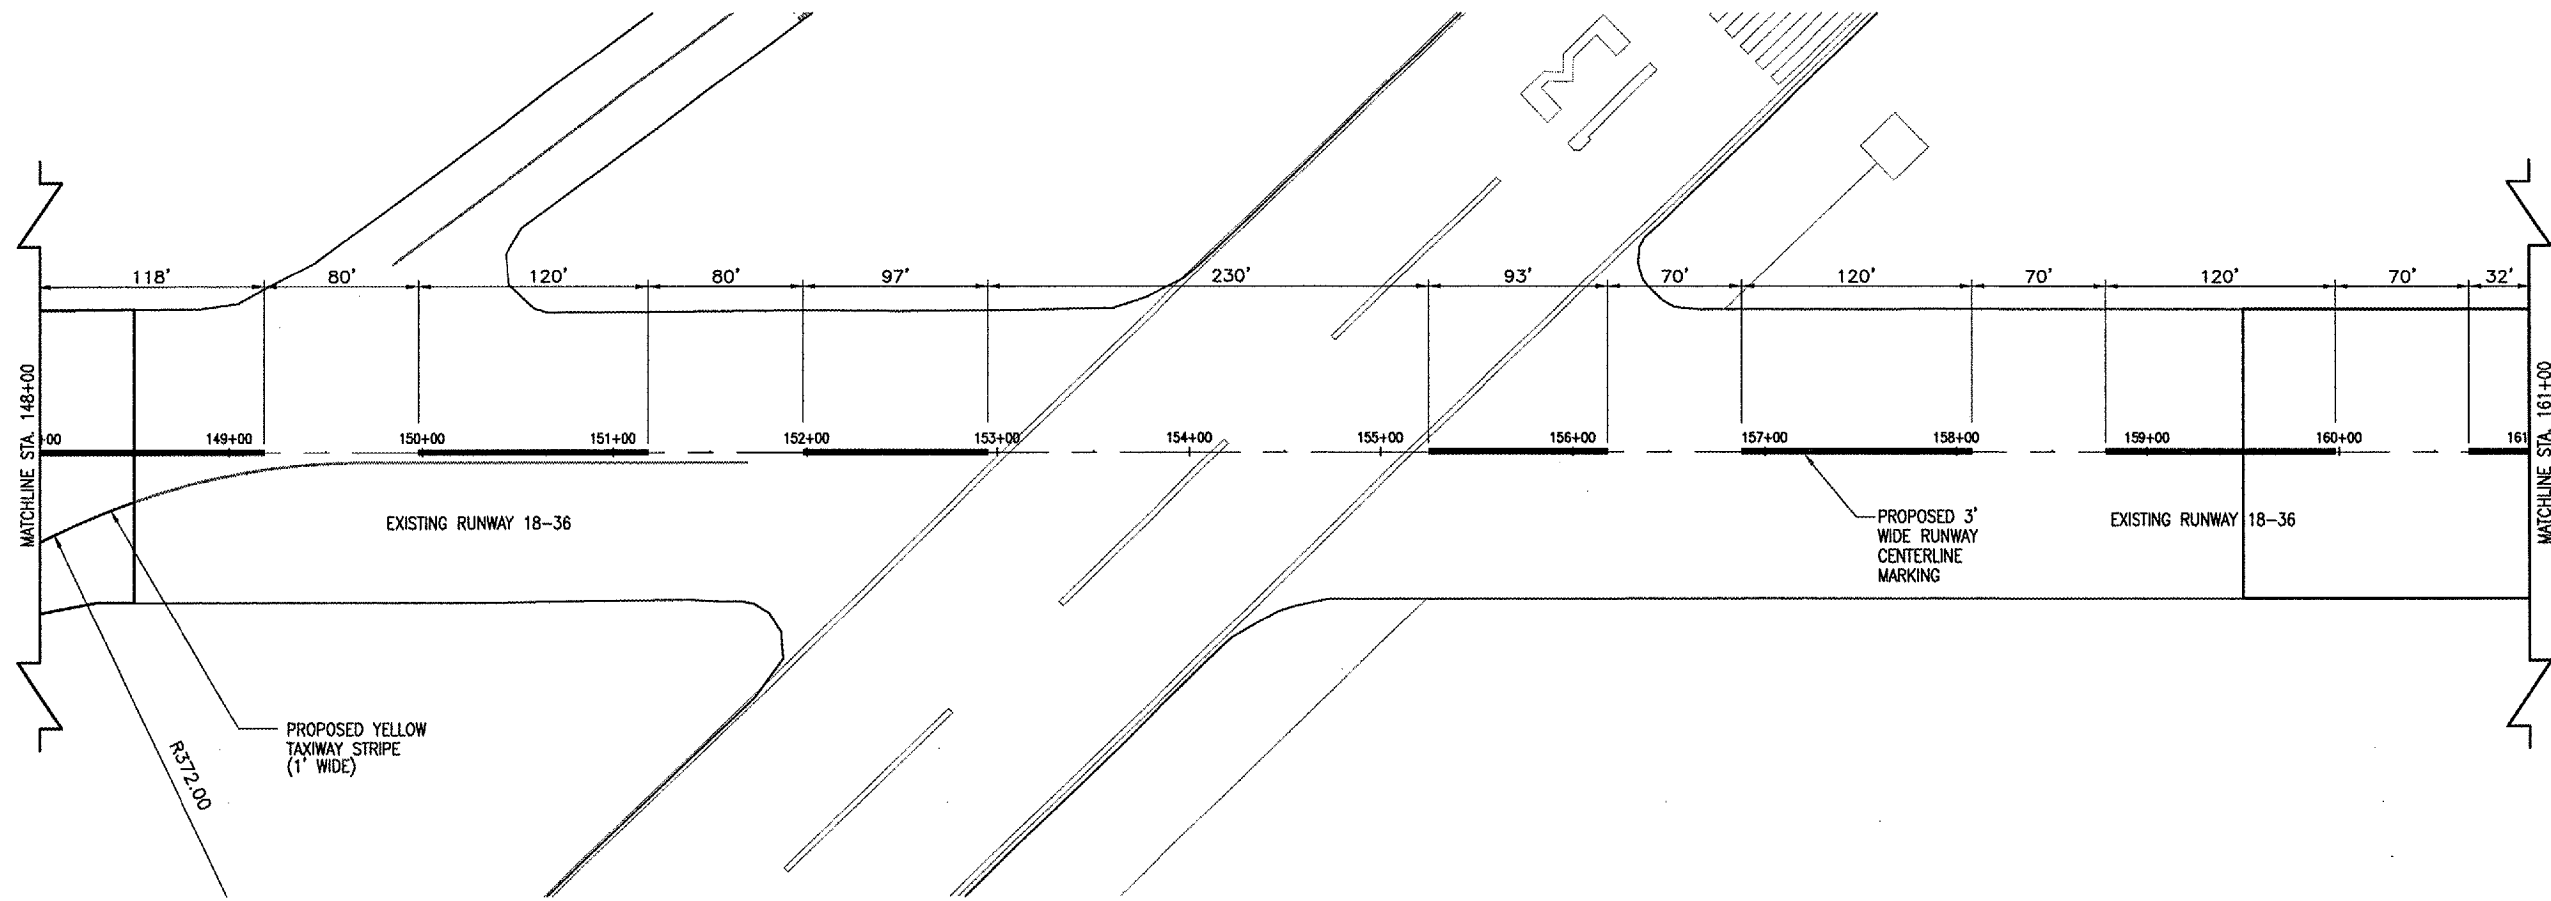 118'
80'
120'
80'
97'
230'
93'
70'
120'
70'
120'
70'
32'
MATCHLINE STA. 148+00
+00
149+00
150+00
151+00
152+00
153+00
154+00
155+00
156+00
157+00
158+00
159+00
160+00
161
MATCHLINE STA. 161+00
EXISTING RUNWAY 18-36
PROPOSED 3'
WIDE RUNWAY
CENTERLINE
MARKING
EXISTING RUNWAY 18-36
PROPOSED YELLOW
TAXIWAY STRIPE
(1' WIDE)
R372.00